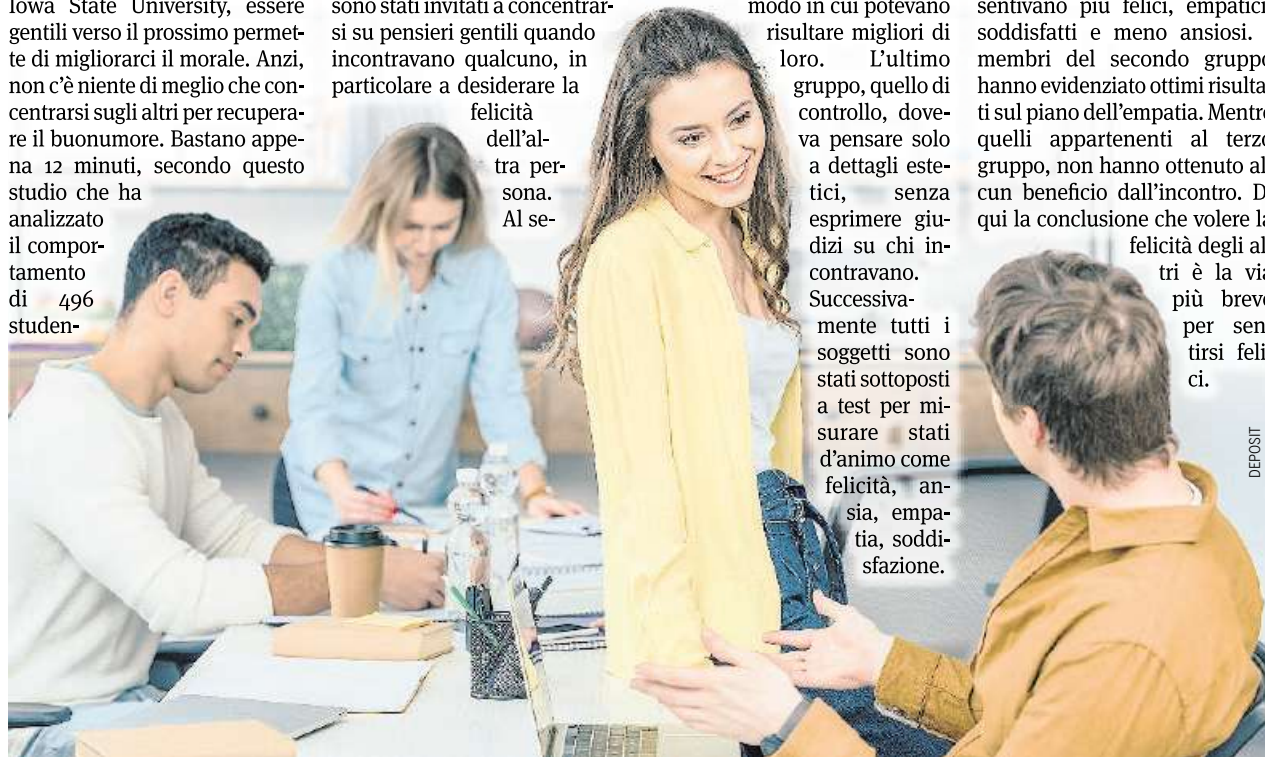 Iowa State University, essere
gentili verso il prossimo permet-
te di migliorarci il morale. Anzi,
non c'è niente di meglio che con-
centrarsi sugli altri per recupera-
re il buonumore. Bastano appe-
na 12 minuti, secondo questo
studio che ha
analizzato
il compor-
tamento
di 496
studen-
sono stati invitati a concentrar-
si su pensieri gentili quando
incontravano qualcuno, in
particolare a desiderare la
felicità
dell'al-
tra per-
sona.
Al se-
modo in cui potevano
risultare migliori di
loro. L'ultimo
gruppo, quello di
controllo, dove-
va pensare solo
a dettagli este-
tici, senza
esprimere giu-
dizi su chi in-
contravano.
Successiva-
mente tutti i
soggetti sono
stati sottoposti
a test per mi-
surare stati
d'animo come
felicità, an-
sia, empa-
tia, soddi-
sfazione.
sentivano più felici, empatici
soddisfatti e meno ansiosi.
membri del secondo gruppo
hanno evidenziato ottimi risulta-
ti sul piano dell'empatia. Mentre
quelli appartenenti al terzo
gruppo, non hanno ottenuto al
cun beneficio dall'incontro. D
qui la conclusione che volere la
felicità degli al
tri è la via
più breve
per sen
tirsi feli
ci.
DEPOSIT